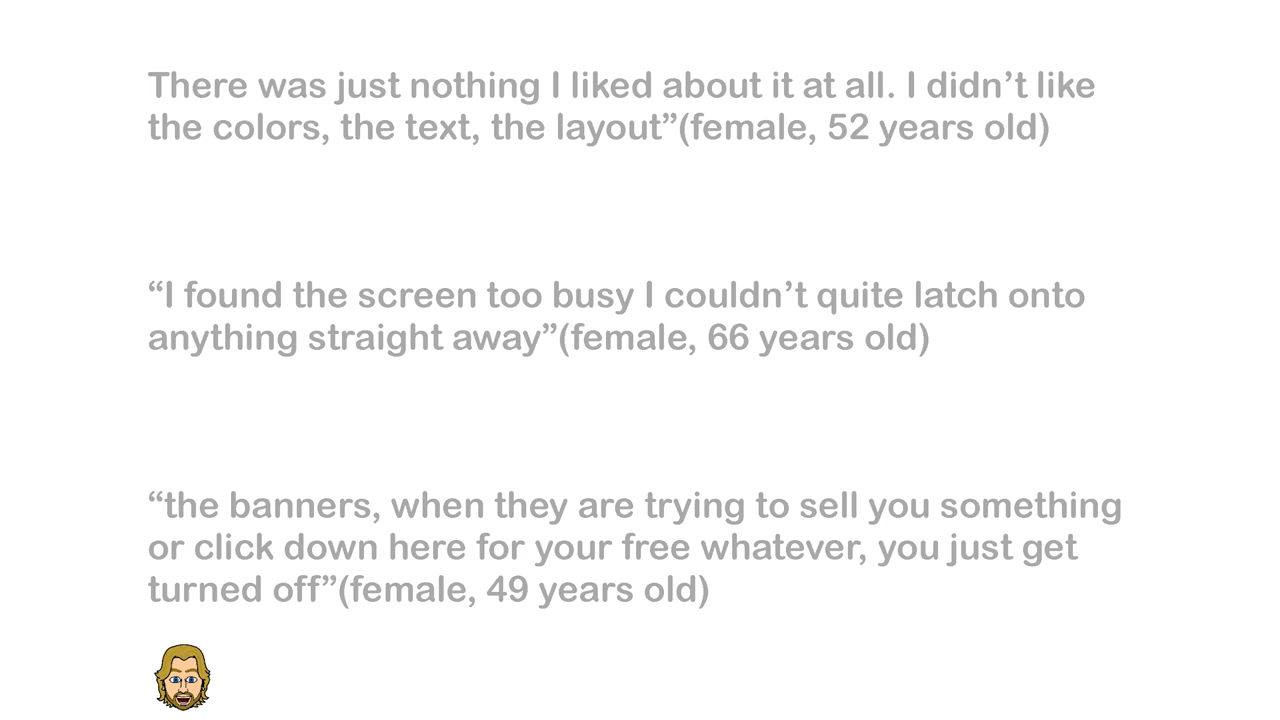 There was just nothing I liked about it at all. I didn’t like
the colors, the text, the layout”(female, 52 years old)
“I found the screen too busy I couldn’t quite latch onto
anything straight away”(female, 66 years old)
“the banners, when they are trying to sell you something
or click down here for your free whatever, you just get
turned off”(female, 49 years old)